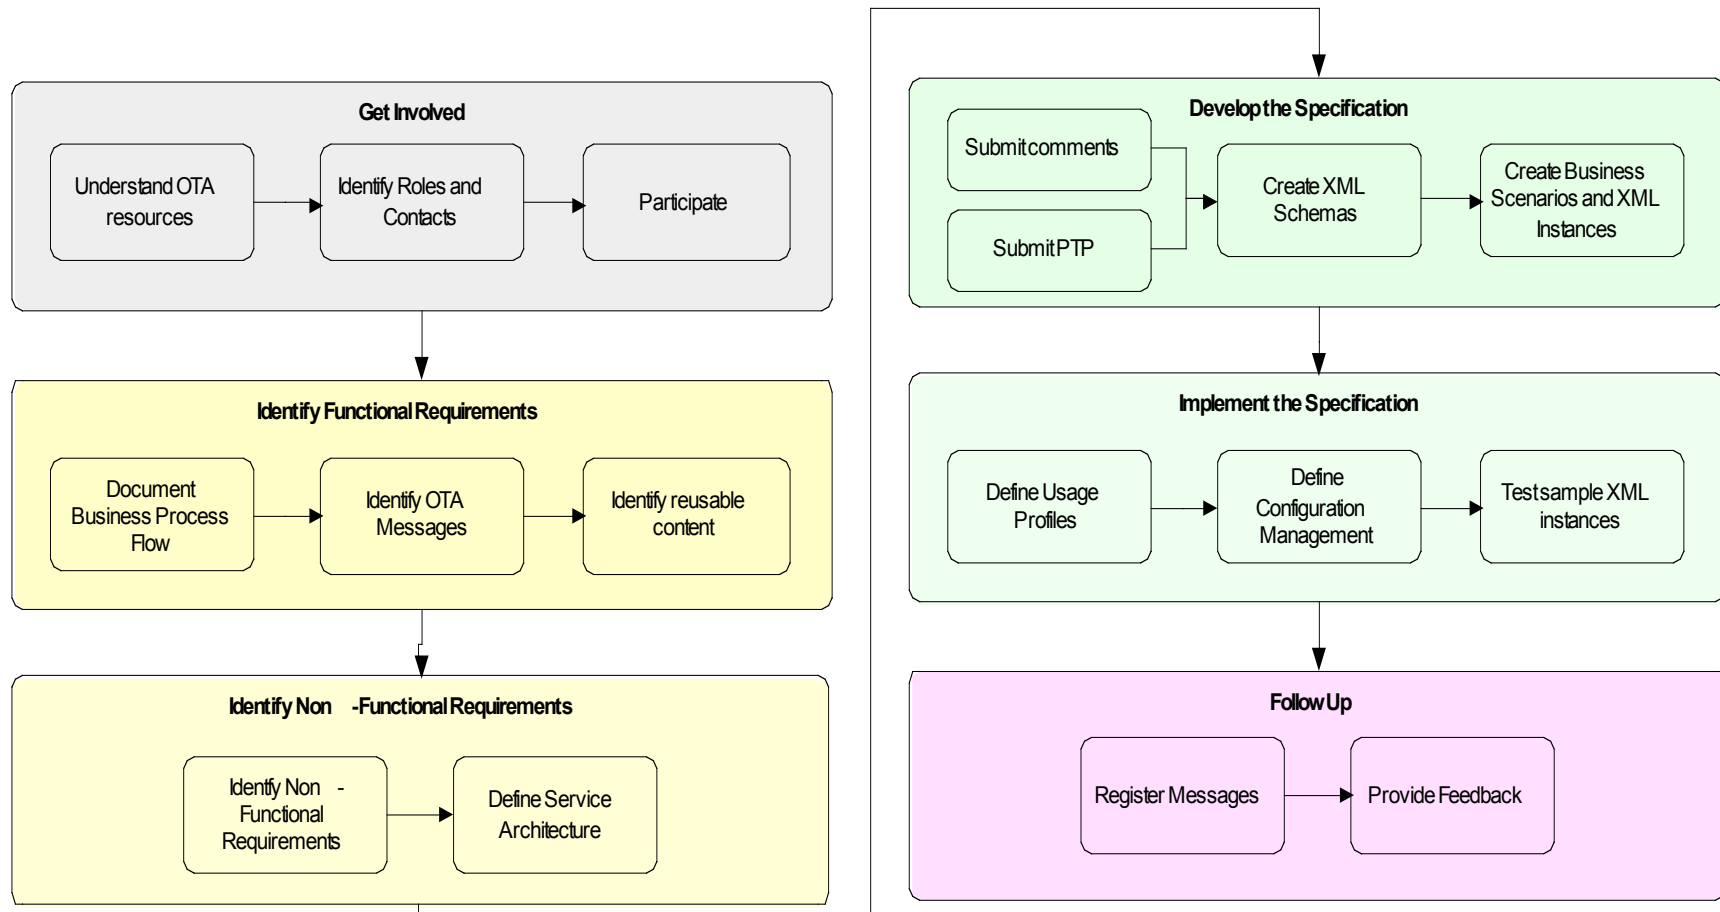 Get Involved
Understand OTA
resources
Identify Roles and
Contacts
Participate
Identify Functional Requirements
Document
Business Process
Flow
Identify OTA
Messages
Identify reusable
content
Identify Non -Functional Requirements
Identify Non -
Functional
Requirements
Define Service
Architecture
Develop the Specification
Submit comments
Submit PTP
Create XML
Schemas
Create Business
Scenarios and XML
Instances
Implement the Specification
Define Usage
Profiles
Define
Configuration
Management
Test sample XML
instances
Follow Up
Register Messages
Provide Feedback